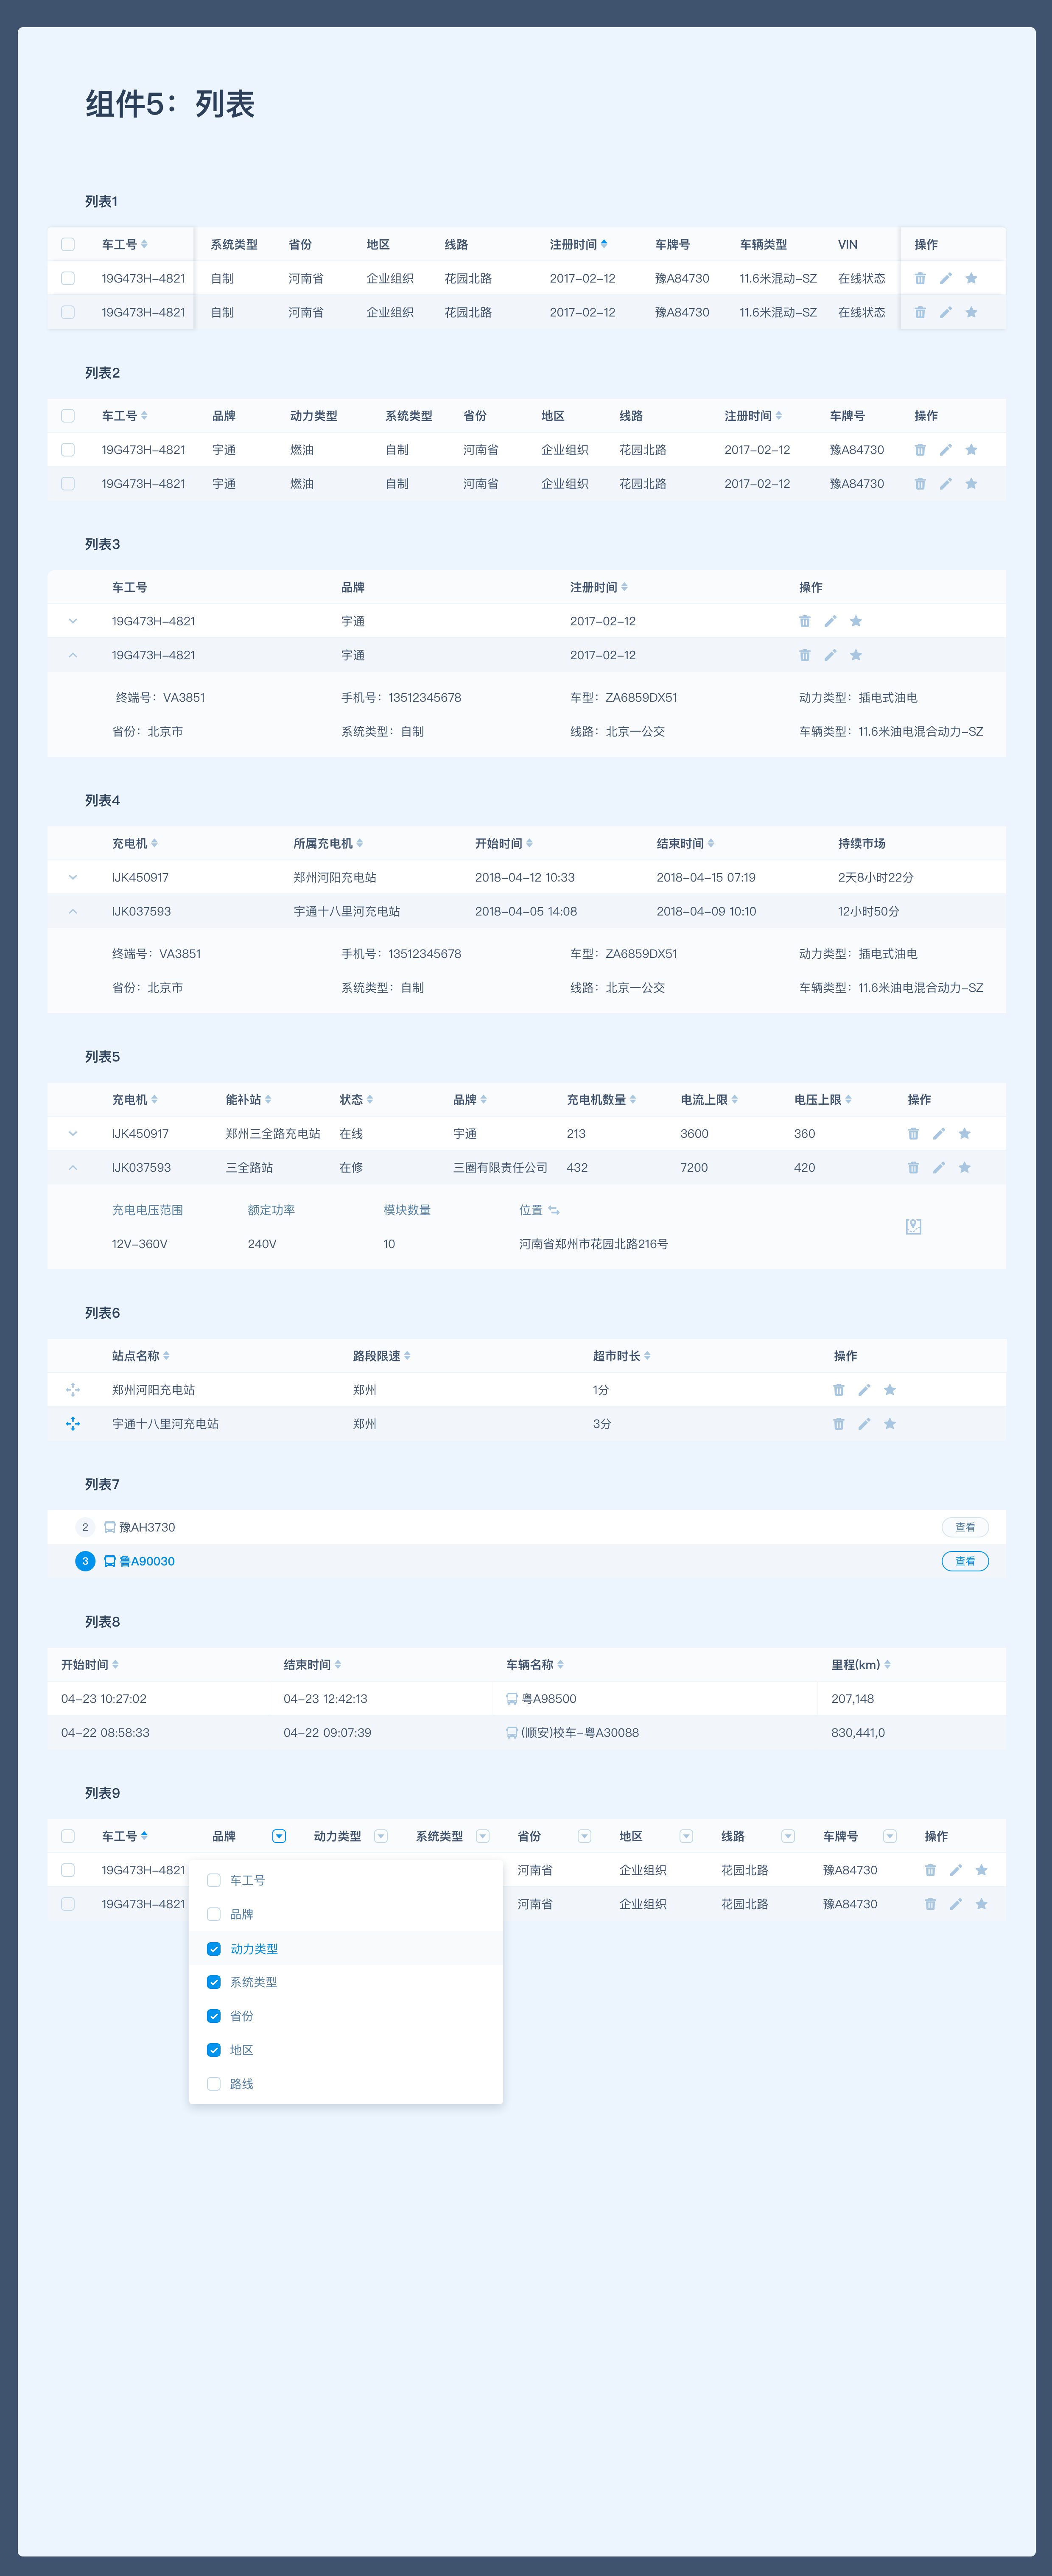 组件5：列表
列表1
车工号 系统类型 省份 地区 线路 注册时间 车牌号 车辆类型 VIN 操作
19G473H-4821 自制 河南省 企业组织 花园北路 2017-02-12 豫A84730 11.6米混动-SZ 在线状态
19G473H-4821 自制 河南省 企业组织 花园北路 2017-02-12 豫A84730 11.6米混动-SZ 在线状态
列表2
车工号 品牌 动力类型 系统类型 省份 地区 线路 注册时间 车牌号 操作
19G473H-4821 宇通 燃油 自制 河南省 企业组织 花园北路 2017-02-12 豫A84730
19G473H-4821 宇通 燃油 自制 河南省 企业组织 花园北路 2017-02-12 豫A84730
列表3
车工号 品牌 注册时间 操作
19G473H-4821 宇通 2017-02-12
19G473H-4821 宇通 2017-02-12
终端号：VA3851 手机号：13512345678 车型：ZA6859DX51 动力类型：插电式油电
省份：北京市 系统类型：自制 线路：北京一公交 车辆类型：11.6米油电混合动力-SZ
列表4
充电机 所属充电机 开始时间 结束时间 持续市场
IJK450917 郑州河阳充电站 2018-04-12 10:33 2018-04-15 07:19 2天8小时22分
IJK037593 宇通十八里河充电站 2018-04-05 14:08 2018-04-09 10:10 12小时50分
终端号：VA3851 手机号：13512345678 车型：ZA6859DX51 动力类型：插电式油电
省份：北京市 系统类型：自制 线路：北京一公交 车辆类型：11.6米油电混合动力-SZ
列表5
充电机 能补站 状态 品牌 充电机数量 电流上限 电压上限 操作
IJK450917 郑州三全路充电站 在线 宇通 213 3600 360
IJK037593 三全路站 在修 三圈有限责任公司 432 7200 420
充电电压范围 额定功率 模块数量 位置
12V-360V 240V 10 河南省郑州市花园北路216号
列表6
站点名称 路段限速 超市时长 操作
郑州河阳充电站 郑州 1分
宇通十八里河充电站 郑州 3分
列表7
2 豫AH3730 查看
3 鲁A90030 查看
列表8
开始时间 结束时间 车辆名称 里程(km)
04-23 10:27:02 04-23 12:42:13 粤A98500 207,148
04-22 08:58:33 04-22 09:07:39 (顺安)校车-粤A30088 830,441,0
列表9
车工号 品牌 动力类型 系统类型 省份 地区 线路 车牌号 操作
19G473H-4821 河南省 企业组织 花园北路 豫A84730
19G473H-4821 河南省 企业组织 花园北路 豫A84730
车工号
品牌
动力类型
系统类型
省份
地区
路线